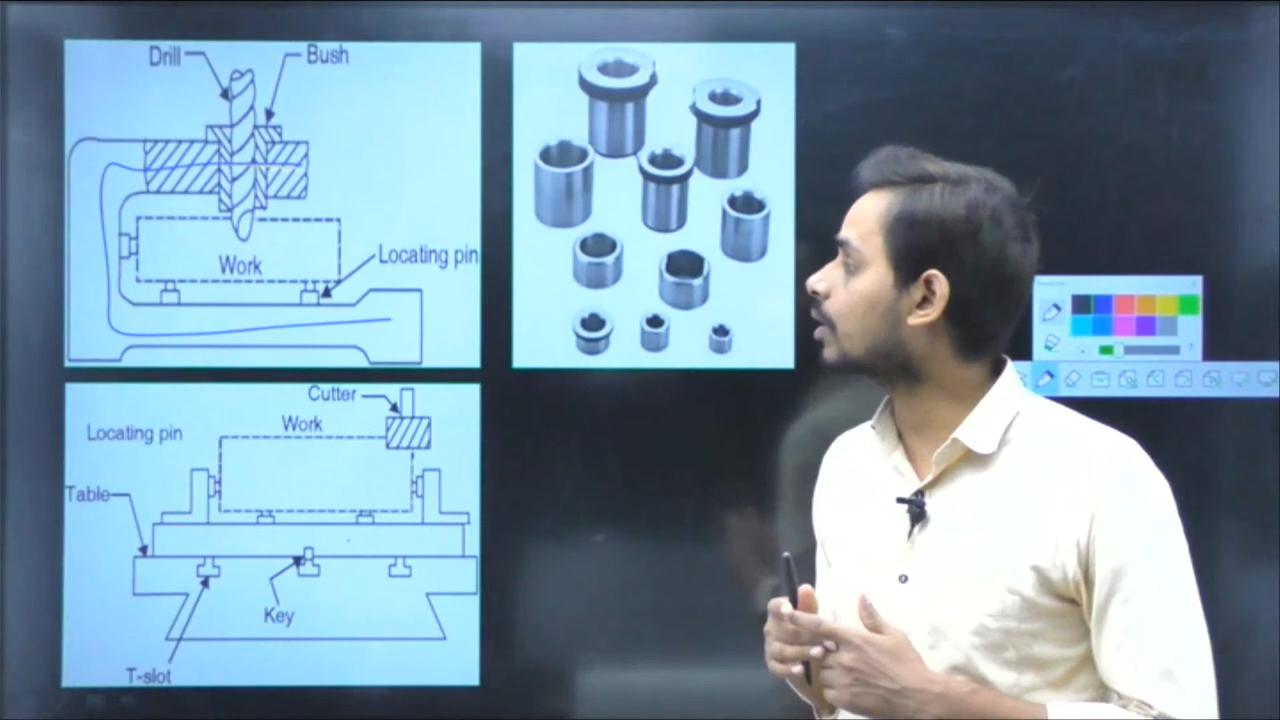 Drill
Bush
Work
Locating pin
Cutter
Work
Locating pin
Table
Key
T-slot